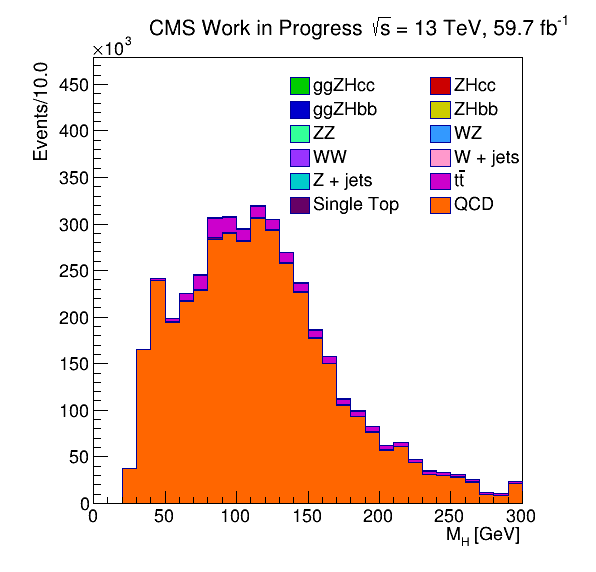 CMS Work in Progress √s = 13 TeV, 59.7 fb⁻¹
×10³
Events/10.0
450
400
350
300
250
200
150
100
50
0
ggZHcc ZHcc
ggZHbb ZHbb
ZZ WZ
WW W + jets
Z + jets tt̄
Single Top QCD
0 50 100 150 200 250 300
M_H [GeV]